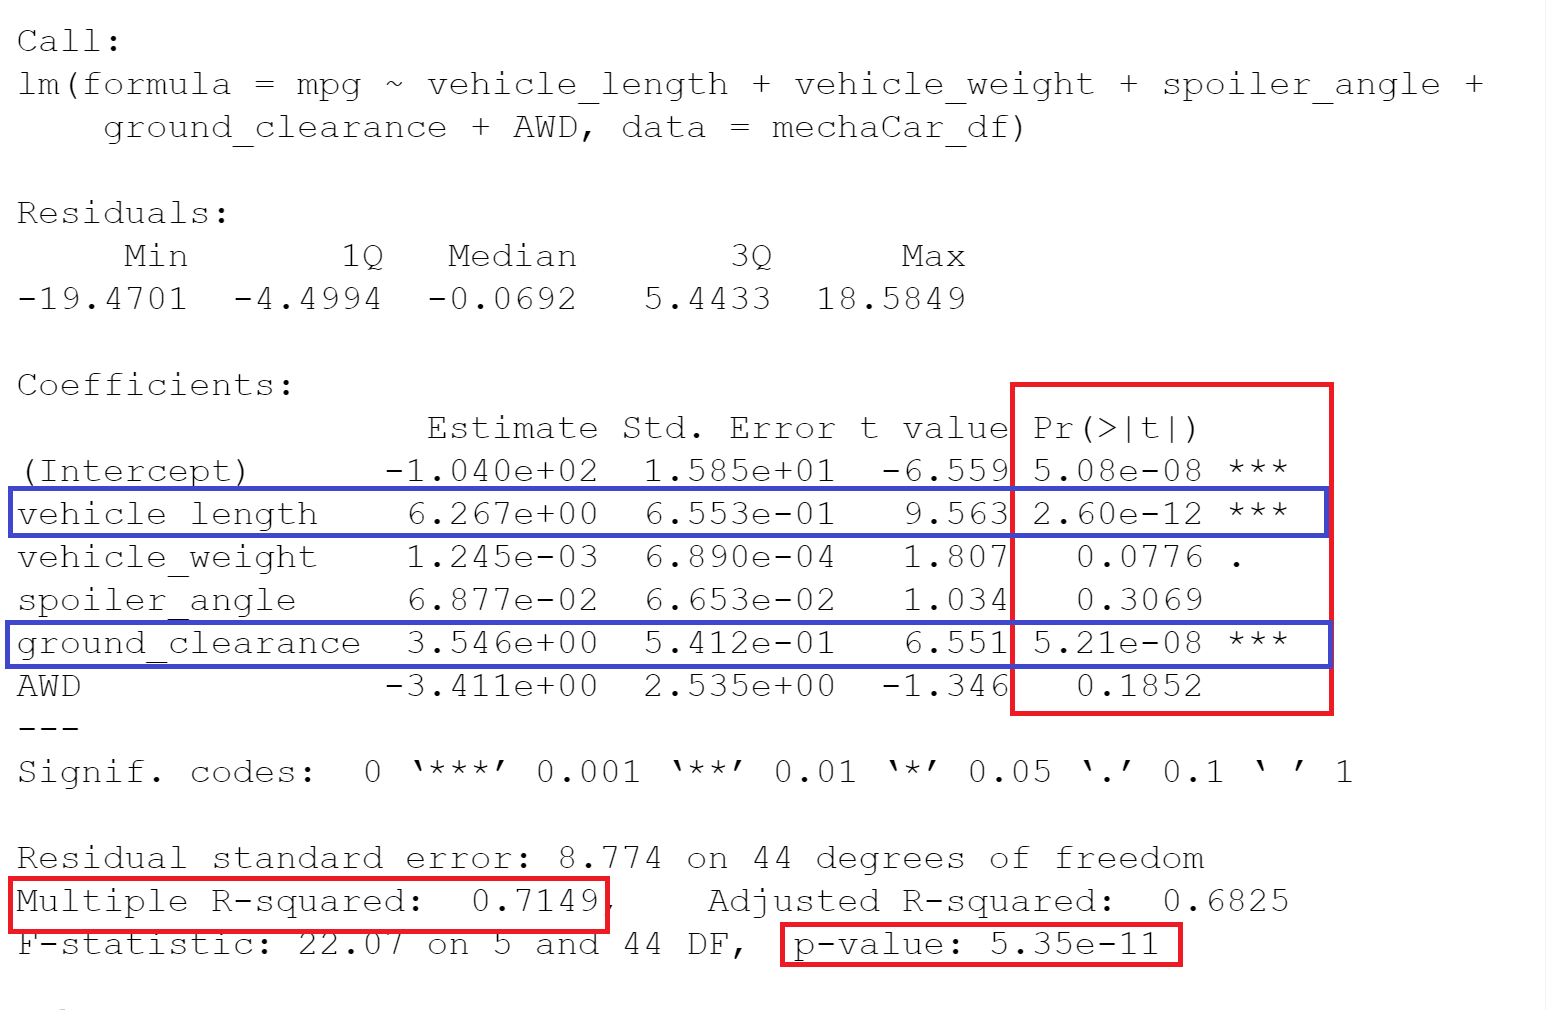 Call:
lm(formula = mpg ~ vehicle_length + vehicle_weight + spoiler_angle +
    ground_clearance + AWD, data = mechaCar_df)
Residuals:
     Min       1Q   Median       3Q      Max
-19.4701  -4.4994  -0.0692   5.4433  18.5849
Coefficients:
                   Estimate Std. Error t value Pr(>|t|)
(Intercept)      -1.040e+02  1.585e+01  -6.559 5.08e-08 ***
vehicle length    6.267e+00  6.553e-01   9.563 2.60e-12 ***
vehicle_weight    1.245e-03  6.890e-04   1.807   0.0776 .
spoiler_angle     6.877e-02  6.653e-02   1.034   0.3069
ground_clearance  3.546e+00  5.412e-01   6.551 5.21e-08 ***
AWD              -3.411e+00  2.535e+00  -1.346   0.1852
---
Signif. codes:  0 ‘***’ 0.001 ‘**’ 0.01 ‘*’ 0.05 ‘.’ 0.1 ‘ ’ 1
Residual standard error: 8.774 on 44 degrees of freedom
Multiple R-squared:  0.7149,    Adjusted R-squared:  0.6825
F-statistic: 22.07 on 5 and 44 DF,  p-value: 5.35e-11